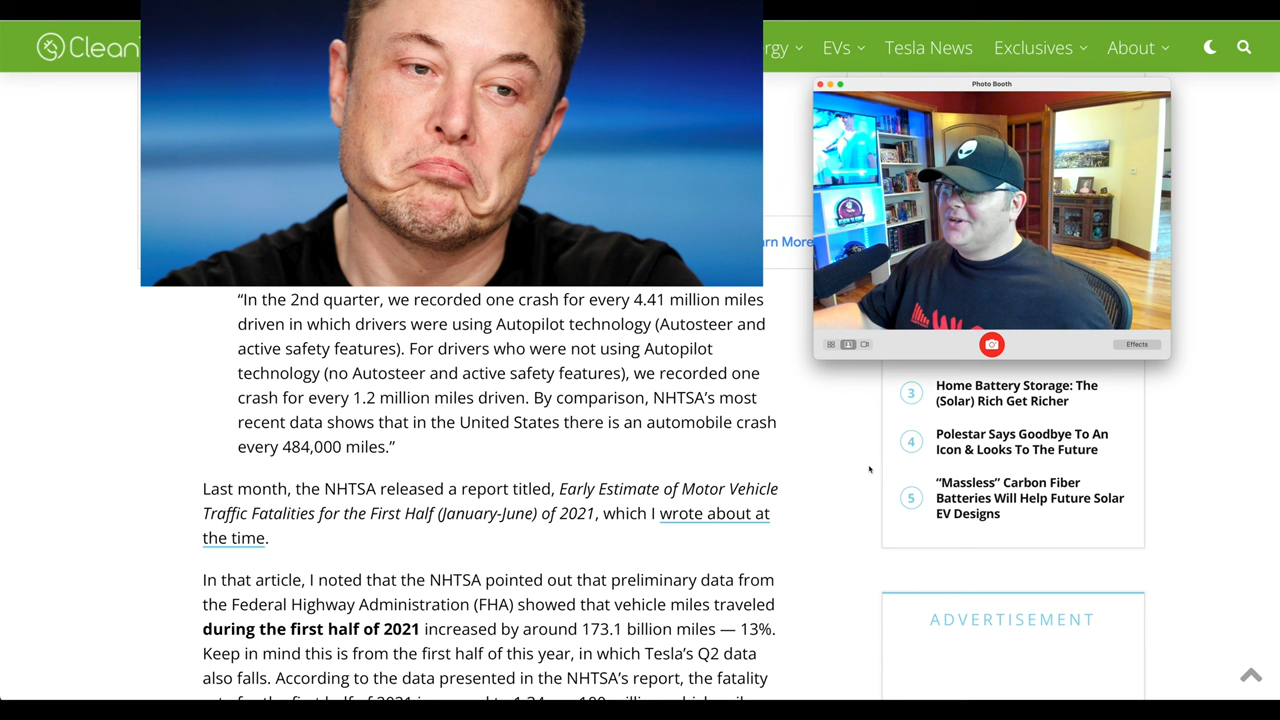 Clean
rgy
EVs
Tesla News
Exclusives
About
Photo Booth
arn More
Effects
“In the 2nd quarter, we recorded one crash for every 4.41 million miles
driven in which drivers were using Autopilot technology (Autosteer and
active safety features). For drivers who were not using Autopilot
technology (no Autosteer and active safety features), we recorded one
crash for every 1.2 million miles driven. By comparison, NHTSA’s most
recent data shows that in the United States there is an automobile crash
every 484,000 miles.”
Last month, the NHTSA released a report titled, Early Estimate of Motor Vehicle
Traffic Fatalities for the First Half (January-June) of 2021, which I wrote about at
the time.
In that article, I noted that the NHTSA pointed out that preliminary data from
the Federal Highway Administration (FHA) showed that vehicle miles traveled
during the first half of 2021 increased by around 173.1 billion miles — 13%.
Keep in mind this is from the first half of this year, in which Tesla’s Q2 data
also falls. According to the data presented in the NHTSA’s report, the fatality
3
Home Battery Storage: The
(Solar) Rich Get Richer
4
Polestar Says Goodbye To An
Icon & Looks To The Future
5
“Massless” Carbon Fiber
Batteries Will Help Future Solar
EV Designs
ADVERTISEMENT